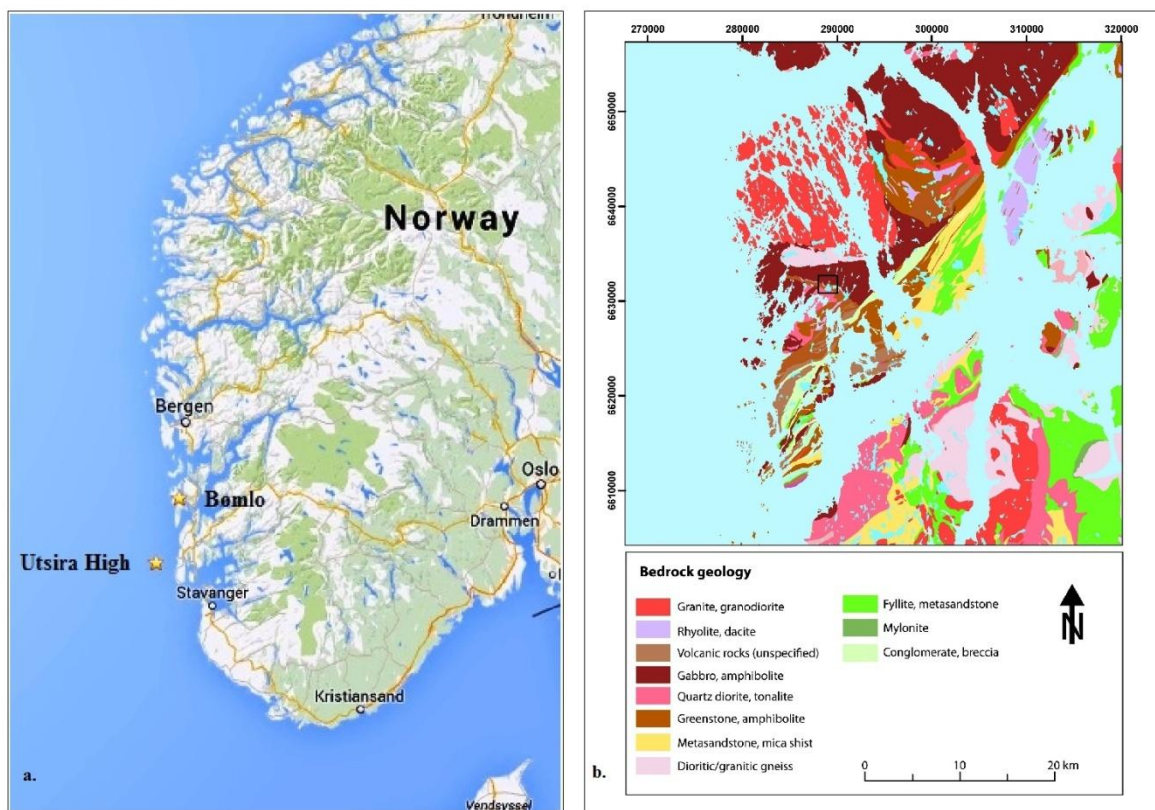 Trondheim
Norway
Bergen
Bømlo
Oslo
Drammen
Utsira High
Stavanger
Kristiansand
a.
Vendsyssel
270000 280000 290000 300000 310000 320000
6650000
6640000
6630000
6620000
6610000
Bedrock geology
Granite, granodiorite
Rhyolite, dacite
Volcanic rocks (unspecified)
Gabbro, amphibolite
Quartz diorite, tonalite
Greenstone, amphibolite
Metasandstone, mica shist
Dioritic/granitic gneiss
Fyllite, metasandstone
Mylonite
Conglomerate, breccia
N
0 10 20 km
b.